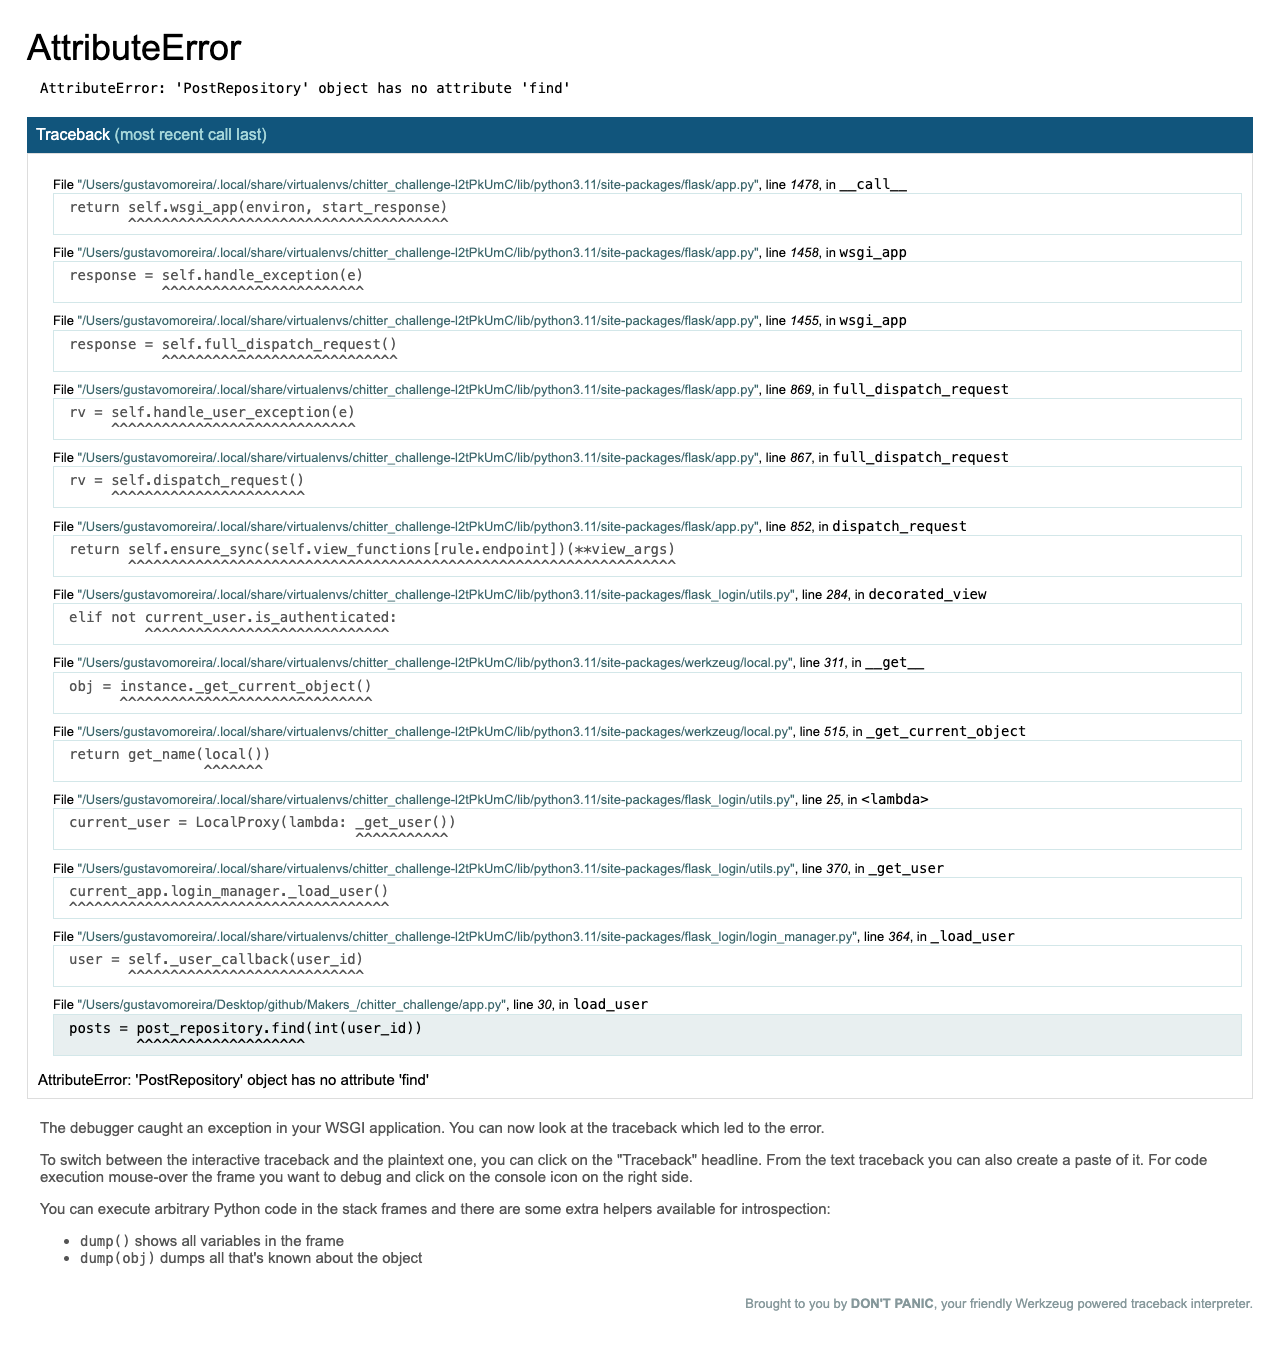 AttributeError
AttributeError: 'PostRepository' object has no attribute 'find'
Traceback (most recent call last)
File "/Users/gustavomoreira/.local/share/virtualenvs/chitter_challenge-l2tPkUmC/lib/python3.11/site-packages/flask/app.py", line 1478, in __call__
return self.wsgi_app(environ, start_response)
^^^^^^^^^^^^^^^^^^^^^^^^^^^^^^^^^^^^^^
File "/Users/gustavomoreira/.local/share/virtualenvs/chitter_challenge-l2tPkUmC/lib/python3.11/site-packages/flask/app.py", line 1458, in wsgi_app
response = self.handle_exception(e)
^^^^^^^^^^^^^^^^^^^^^^^^
File "/Users/gustavomoreira/.local/share/virtualenvs/chitter_challenge-l2tPkUmC/lib/python3.11/site-packages/flask/app.py", line 1455, in wsgi_app
response = self.full_dispatch_request()
^^^^^^^^^^^^^^^^^^^^^^^^^^^^
File "/Users/gustavomoreira/.local/share/virtualenvs/chitter_challenge-l2tPkUmC/lib/python3.11/site-packages/flask/app.py", line 869, in full_dispatch_request
rv = self.handle_user_exception(e)
^^^^^^^^^^^^^^^^^^^^^^^^^^^^^
File "/Users/gustavomoreira/.local/share/virtualenvs/chitter_challenge-l2tPkUmC/lib/python3.11/site-packages/flask/app.py", line 867, in full_dispatch_request
rv = self.dispatch_request()
^^^^^^^^^^^^^^^^^^^^^^^
File "/Users/gustavomoreira/.local/share/virtualenvs/chitter_challenge-l2tPkUmC/lib/python3.11/site-packages/flask/app.py", line 852, in dispatch_request
return self.ensure_sync(self.view_functions[rule.endpoint])(**view_args)
^^^^^^^^^^^^^^^^^^^^^^^^^^^^^^^^^^^^^^^^^^^^^^^^^^^^^^^^^^^^^^^^^
File "/Users/gustavomoreira/.local/share/virtualenvs/chitter_challenge-l2tPkUmC/lib/python3.11/site-packages/flask_login/utils.py", line 284, in decorated_view
elif not current_user.is_authenticated:
^^^^^^^^^^^^^^^^^^^^^^^^^^^^^
File "/Users/gustavomoreira/.local/share/virtualenvs/chitter_challenge-l2tPkUmC/lib/python3.11/site-packages/werkzeug/local.py", line 311, in __get__
obj = instance._get_current_object()
^^^^^^^^^^^^^^^^^^^^^^^^^^^^^^
File "/Users/gustavomoreira/.local/share/virtualenvs/chitter_challenge-l2tPkUmC/lib/python3.11/site-packages/werkzeug/local.py", line 515, in _get_current_object
return get_name(local())
^^^^^^^
File "/Users/gustavomoreira/.local/share/virtualenvs/chitter_challenge-l2tPkUmC/lib/python3.11/site-packages/flask_login/utils.py", line 25, in <lambda>
current_user = LocalProxy(lambda: _get_user())
^^^^^^^^^^^
File "/Users/gustavomoreira/.local/share/virtualenvs/chitter_challenge-l2tPkUmC/lib/python3.11/site-packages/flask_login/utils.py", line 370, in _get_user
current_app.login_manager._load_user()
^^^^^^^^^^^^^^^^^^^^^^^^^^^^^^^^^^^^^^
File "/Users/gustavomoreira/.local/share/virtualenvs/chitter_challenge-l2tPkUmC/lib/python3.11/site-packages/flask_login/login_manager.py", line 364, in _load_user
user = self._user_callback(user_id)
^^^^^^^^^^^^^^^^^^^^^^^^^^^^
File "/Users/gustavomoreira/Desktop/github/Makers_/chitter_challenge/app.py", line 30, in load_user
posts = post_repository.find(int(user_id))
^^^^^^^^^^^^^^^^^^^^
AttributeError: 'PostRepository' object has no attribute 'find'
The debugger caught an exception in your WSGI application. You can now look at the traceback which led to the error.
To switch between the interactive traceback and the plaintext one, you can click on the "Traceback" headline. From the text traceback you can also create a paste of it. For code
execution mouse-over the frame you want to debug and click on the console icon on the right side.
You can execute arbitrary Python code in the stack frames and there are some extra helpers available for introspection:
• dump() shows all variables in the frame
• dump(obj) dumps all that's known about the object
Brought to you by DON'T PANIC, your friendly Werkzeug powered traceback interpreter.